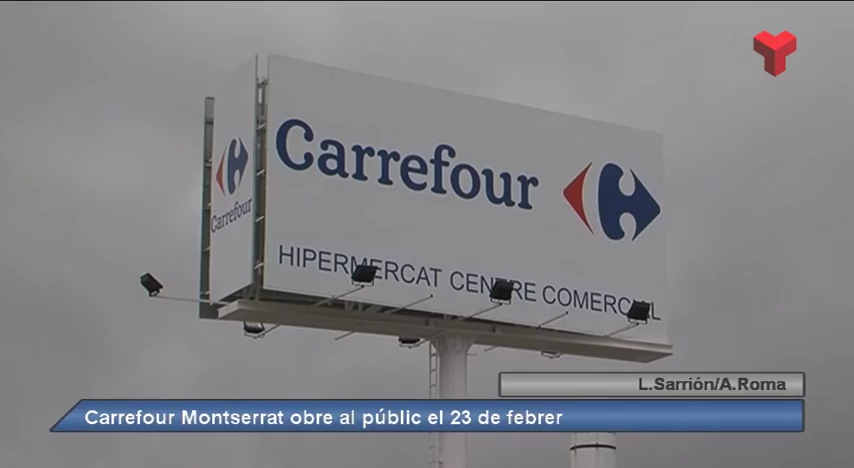 Carrefour
Carrefour
HIPERMERCAT CENTRE COMERCIAL
L.Sarrión/A.Roma
Carrefour Montserrat obre al públic el 23 de febrer